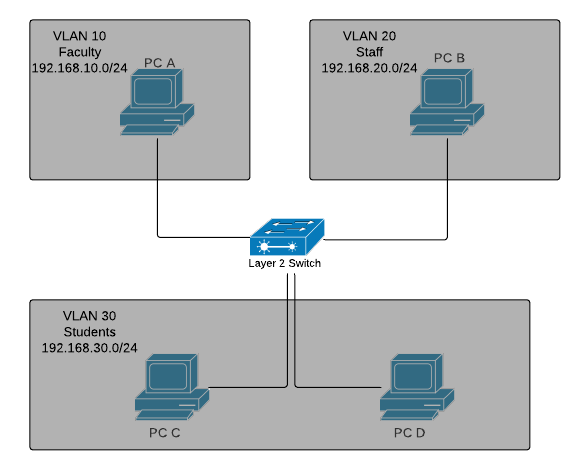 VLAN 10
Faculty
192.168.10.0/24
PC A
VLAN 20
Staff
192.168.20.0/24
PC B
Layer 2 Switch
VLAN 30
Students
192.168.30.0/24
PC C
PC D